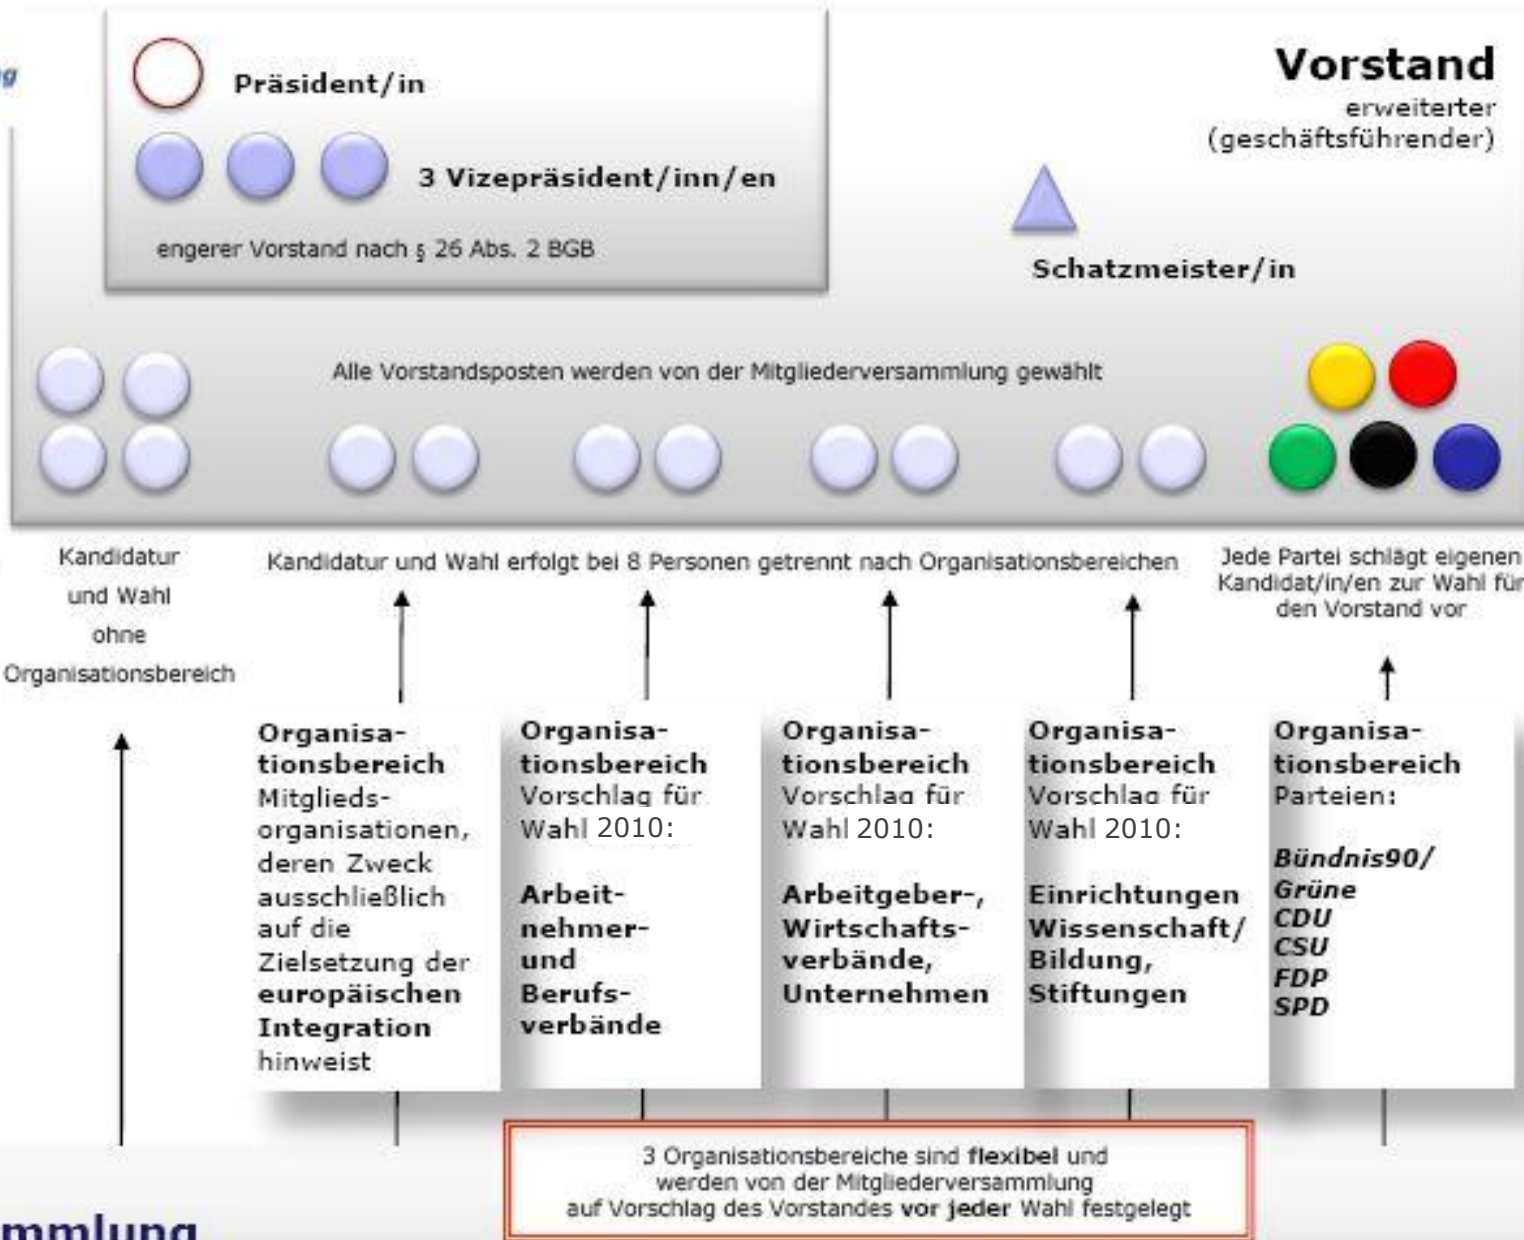 Präsident/in
3 Vizepräsident/inn/en
engerer Vorstand nach § 26 Abs. 2 BGB
Vorstand
erweiterter
(geschäftsführender)
Schatzmeister/in
Alle Vorstandsposten werden von der Mitgliederversammlung gewählt
Kandidatur
und Wahl
ohne
Organisationsbereich
Kandidatur und Wahl erfolgt bei 8 Personen getrennt nach Organisationsbereichen
Jede Partei schlägt eigenen
Kandidat/in/en zur Wahl für
den Vorstand vor
Organisa-
tionsbereich
Mitglieds-
organisationen,
deren Zweck
ausschließlich
auf die
Zielsetzung der
europäischen
Integration
hinweist
Organisa-
tionsbereich
Vorschlag für
Wahl 2010:
Arbeit-
nehmer-
und
Berufs-
verbände
Organisa-
tionsbereich
Vorschlag für
Wahl 2010:
Arbeitgeber-,
Wirtschafts-
verbände,
Unternehmen
Organisa-
tionsbereich
Vorschlag für
Wahl 2010:
Einrichtungen
Wissenschaft/
Bildung,
Stiftungen
Organisa-
tionsbereich
Parteien:
Bündnis90/
Grüne
CDU
CSU
FDP
SPD
3 Organisationsbereiche sind flexibel und
werden von der Mitgliederversammlung
auf Vorschlag des Vorstandes vor jeder Wahl festgelegt
mmlung